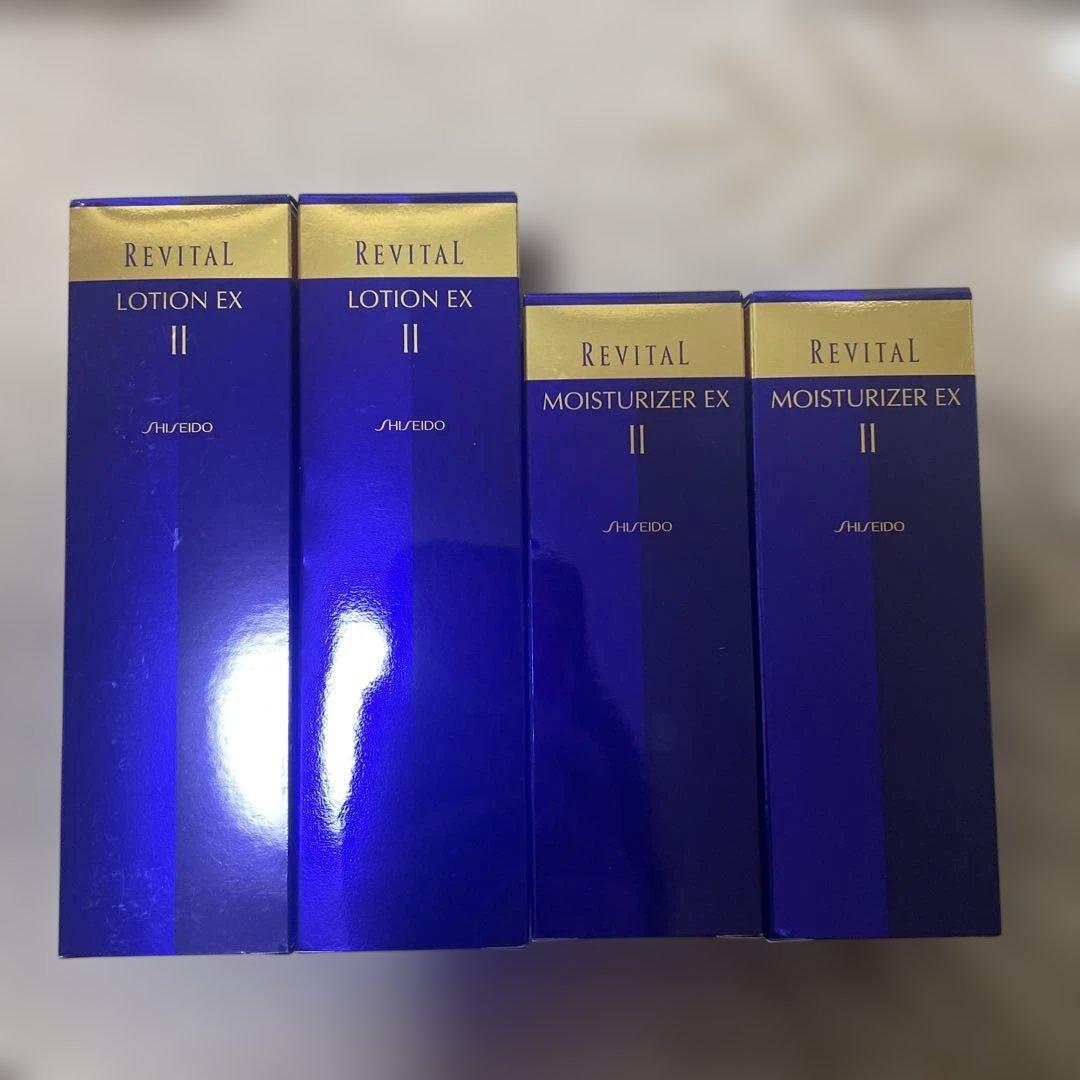 REVITAL
LOTION EX
II
SHISEIDO
REVITAL
LOTION EX
II
SHISEIDO
REVITAL
MOISTURIZER EX
II
SHISEIDO
REVITAL
MOISTURIZER EX
II
SHISEIDO